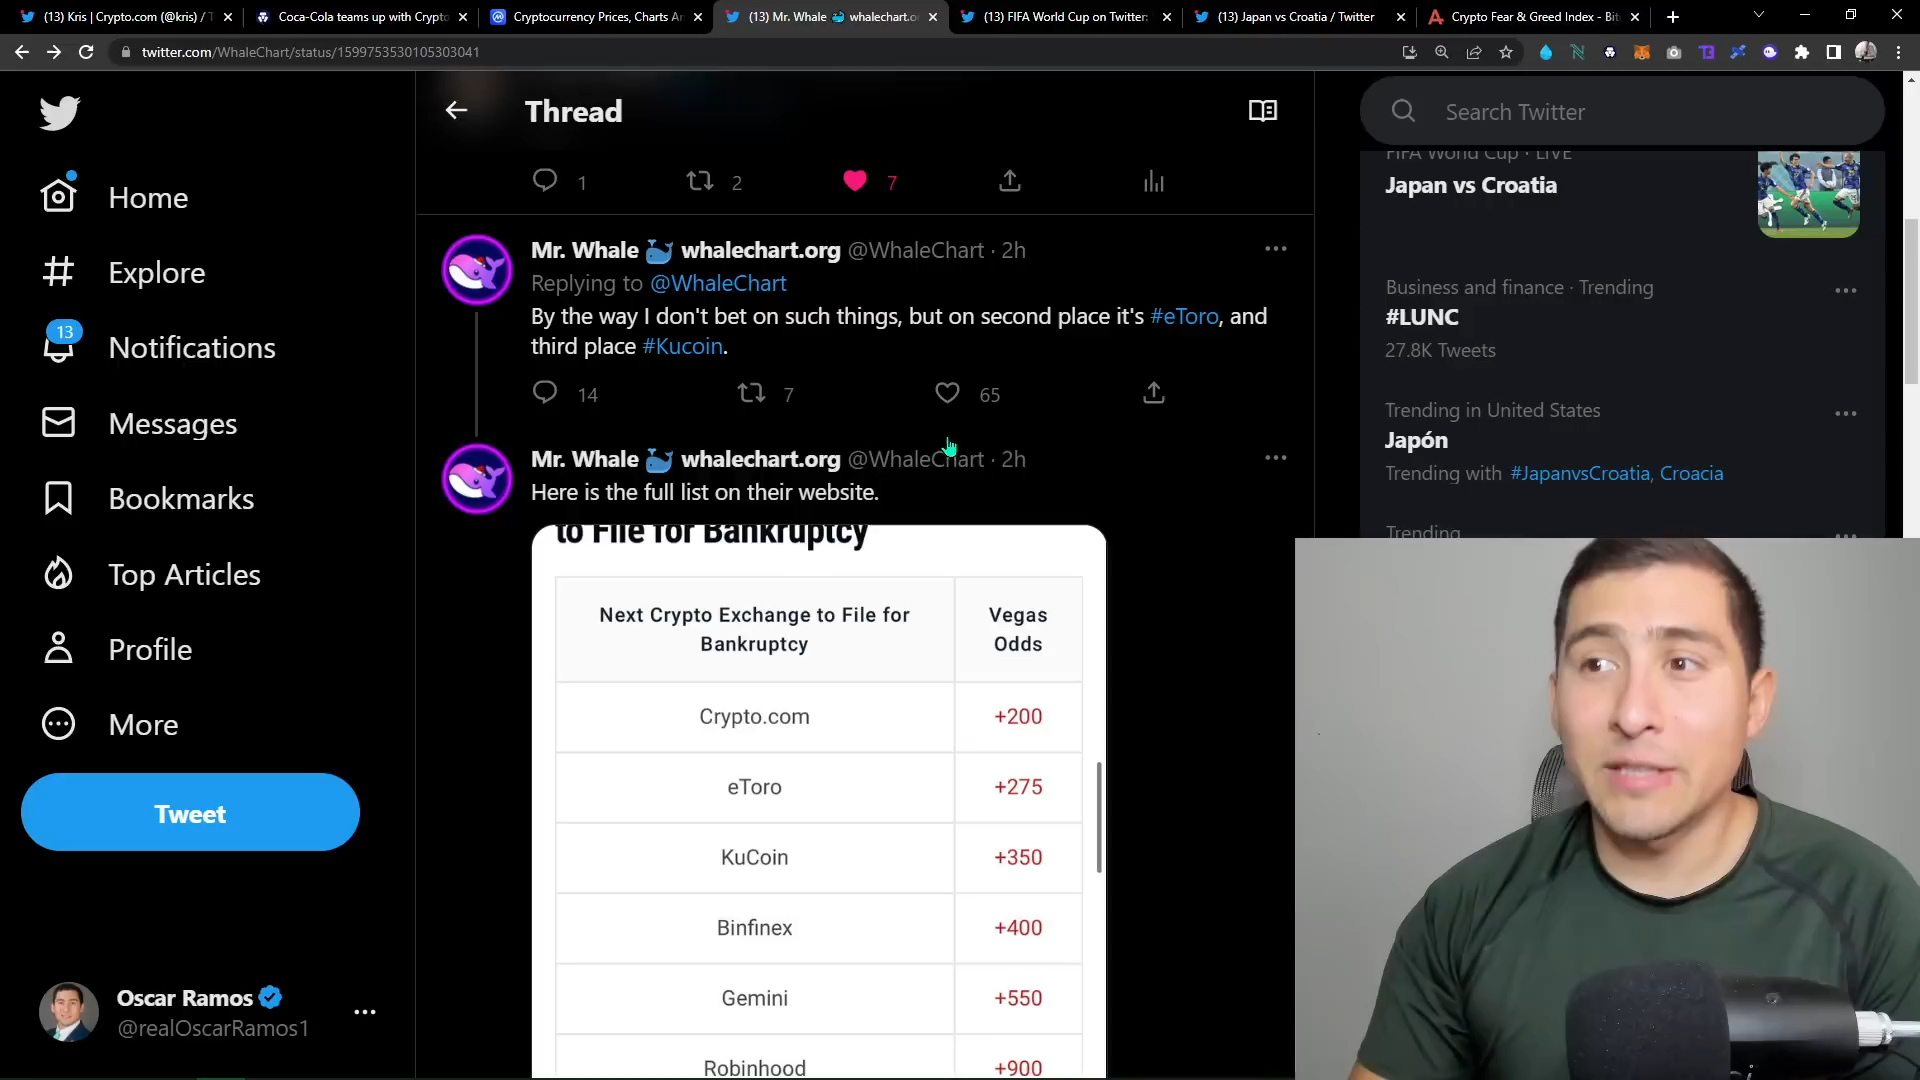 (13) Kris | Crypto.com (@kris) / T
Coca-Cola teams up with Crypto
Cryptocurrency Prices, Charts An
(13) Mr. Whale 🐳 whalechart.or
(13) FIFA World Cup on Twitter:
(13) Japan vs Croatia / Twitter
Crypto Fear & Greed Index - Bit
twitter.com/WhaleChart/status/1599753530105303041
Home
Explore
13
Notifications
Messages
Bookmarks
Top Articles
Profile
More
Tweet
Oscar Ramos
@realOscarRamos1
Thread
1 2 7
Mr. Whale 🐳 whalechart.org @WhaleChart · 2h
Replying to @WhaleChart
By the way I don't bet on such things, but on second place it's #eToro, and
third place #Kucoin.
14 7 65
Mr. Whale 🐳 whalechart.org @WhaleChart · 2h
Here is the full list on their website.
to File for Bankruptcy
Next Crypto Exchange to File for
Bankruptcy
Vegas
Odds
Crypto.com +200
eToro +275
KuCoin +350
Binfinex +400
Gemini +550
Robinhood +900
Search Twitter
FIFA World Cup · LIVE
Japan vs Croatia
Business and finance · Trending
#LUNC
27.8K Tweets
Trending in United States
Japón
Trending with #JapanvsCroatia, Croacia
Trending